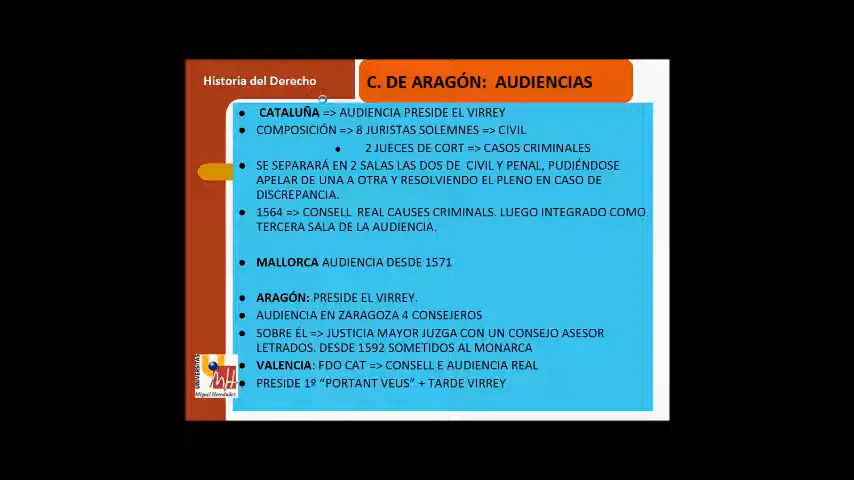 Historia del Derecho
C. DE ARAGÓN: AUDIENCIAS
● CATALUÑA => AUDIENCIA PRESIDE EL VIRREY
● COMPOSICIÓN => 8 JURISTAS SOLEMNES => CIVIL
● 2 JUECES DE CORT => CASOS CRIMINALES
● SE SEPARARÁ EN 2 SALAS LAS DOS DE CIVIL Y PENAL, PUDIÉNDOSE
APELAR DE UNA A OTRA Y RESOLVIENDO EL PLENO EN CASO DE
DISCREPANCIA.
● 1564 => CONSELL REAL CAUSES CRIMINALS. LUEGO INTEGRADO COMO
TERCERA SALA DE LA AUDIENCIA.
● MALLORCA AUDIENCIA DESDE 1571
● ARAGÓN: PRESIDE EL VIRREY.
● AUDIENCIA EN ZARAGOZA 4 CONSEJEROS
● SOBRE ÉL => JUSTICIA MAYOR JUZGA CON UN CONSEJO ASESOR
LETRADOS. DESDE 1592 SOMETIDOS AL MONARCA
● VALENCIA: FDO CAT => CONSELL E AUDIENCIA REAL
● PRESIDE 1º “PORTANT VEUS” + TARDE VIRREY
UNIVERSITAS
Miguel Hernández